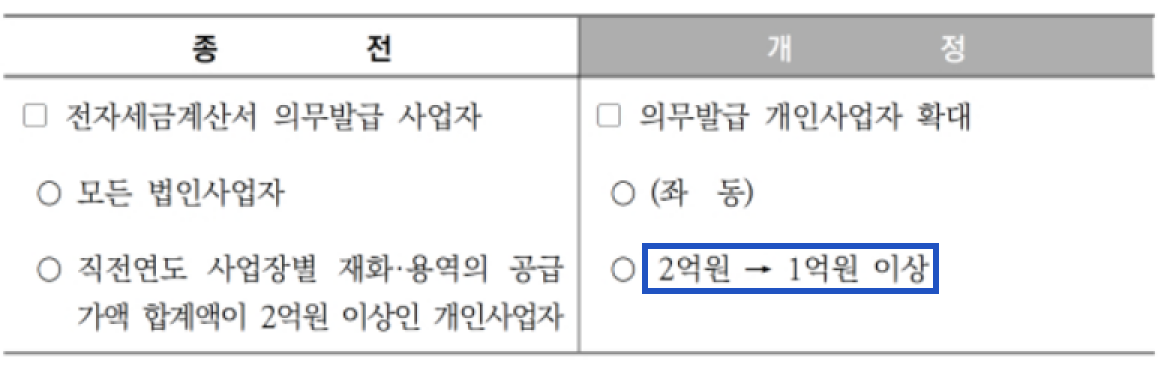 종 전
개 정
□ 전자세금계산서 의무발급 사업자
○ 모든 법인사업자
○ 직전연도 사업장별 재화·용역의 공급
가액 합계액이 2억원 이상인 개인사업자
□ 의무발급 개인사업자 확대
○ (좌 동)
○ 2억원 → 1억원 이상